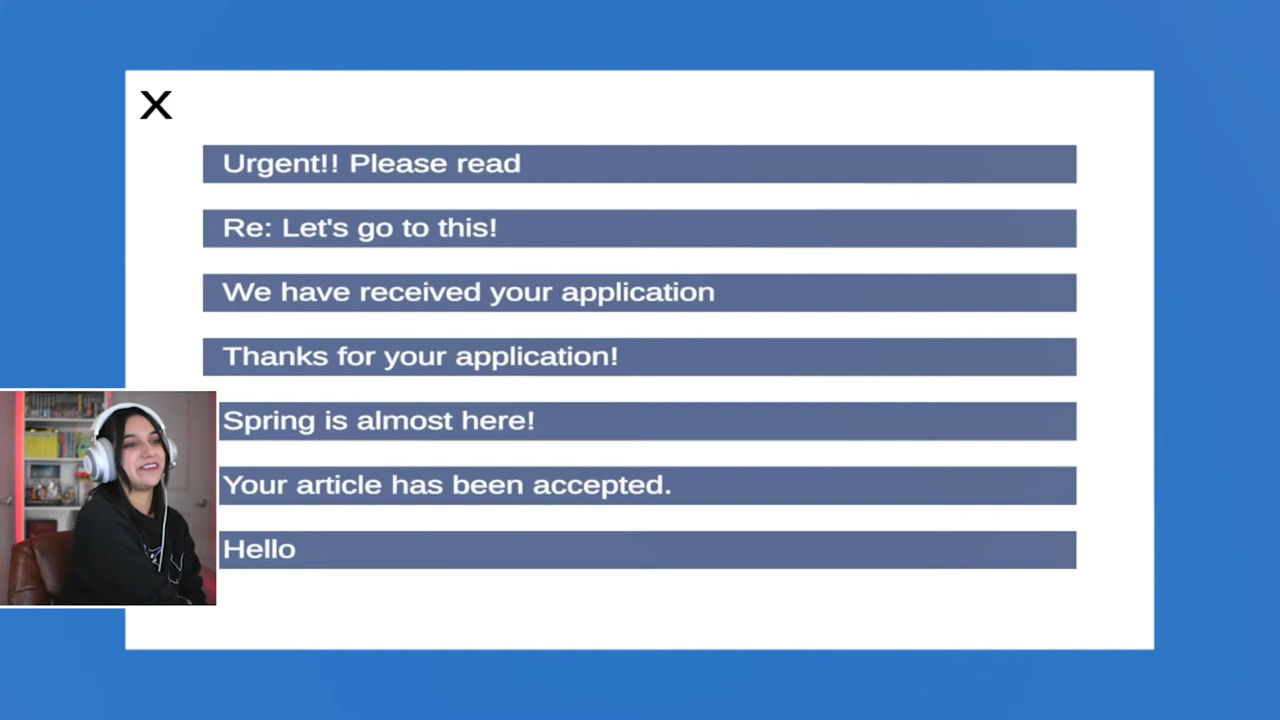 X
Urgent!! Please read
Re: Let's go to this!
We have received your application
Thanks for your application!
Spring is almost here!
Your article has been accepted.
Hello